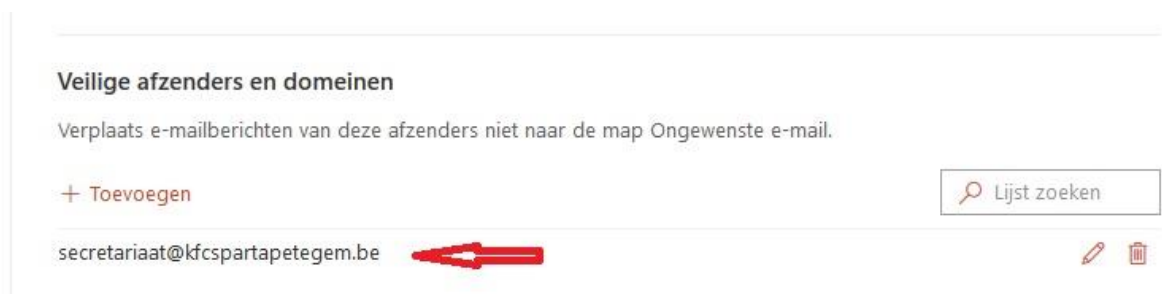 Veilige afzenders en domeinen
Verplaats e-mailberichten van deze afzenders niet naar de map Ongewenste e-mail.
+ Toevoegen
Lijst zoeken
secretariaat@kfcspartapetegem.be